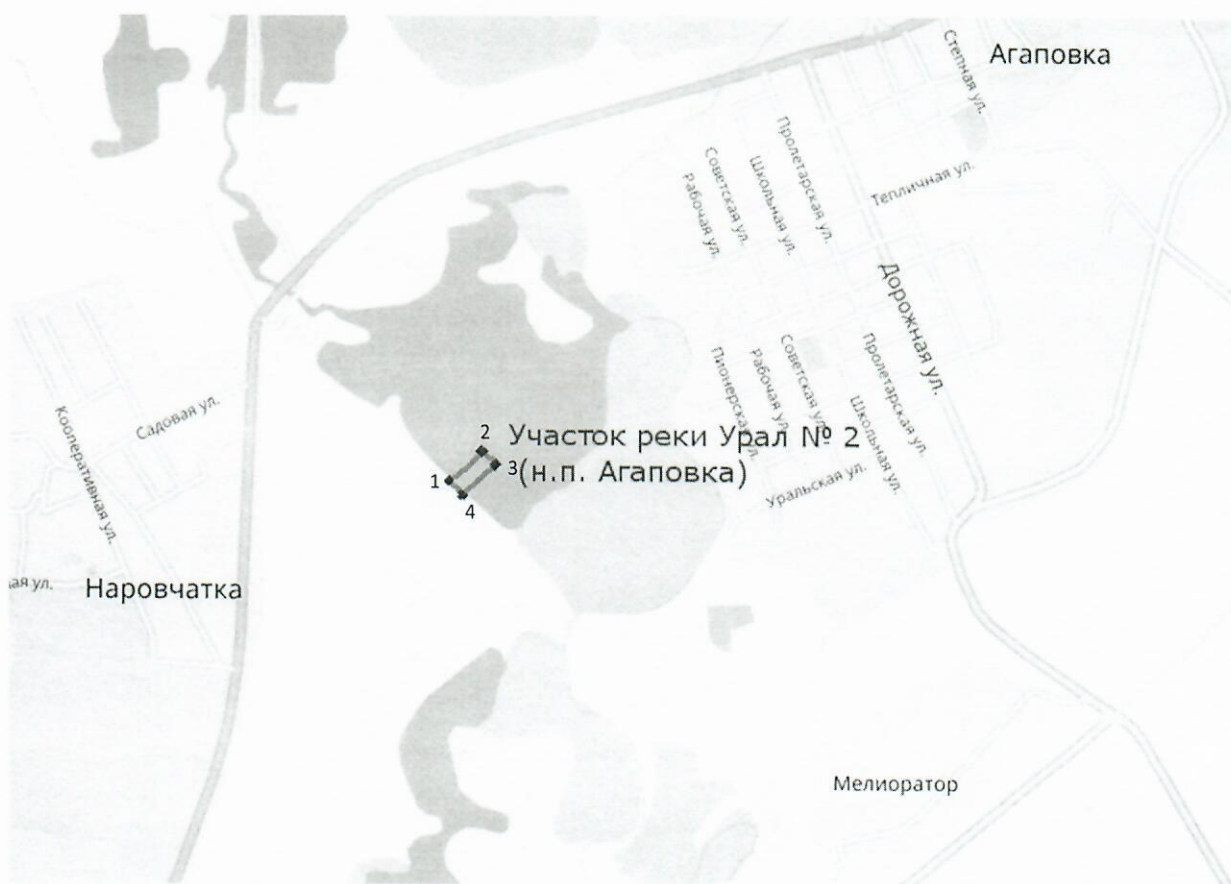 Агаповка
Степная ул.
Пролетарская ул.
Школьная ул.
Советская ул.
Рабочая ул.
Тепличная ул.
Дорожная ул.
Пионерская ул.
Рабочая ул.
Советская ул.
Школьная ул.
Пролетарская ул.
Уральская ул.
Садовая ул.
Кооперативная ул.
2 Участок реки Урал № 2
3 (н.п. Агаповка)
1
4
ая ул.
Наровчатка
Мелиоратор